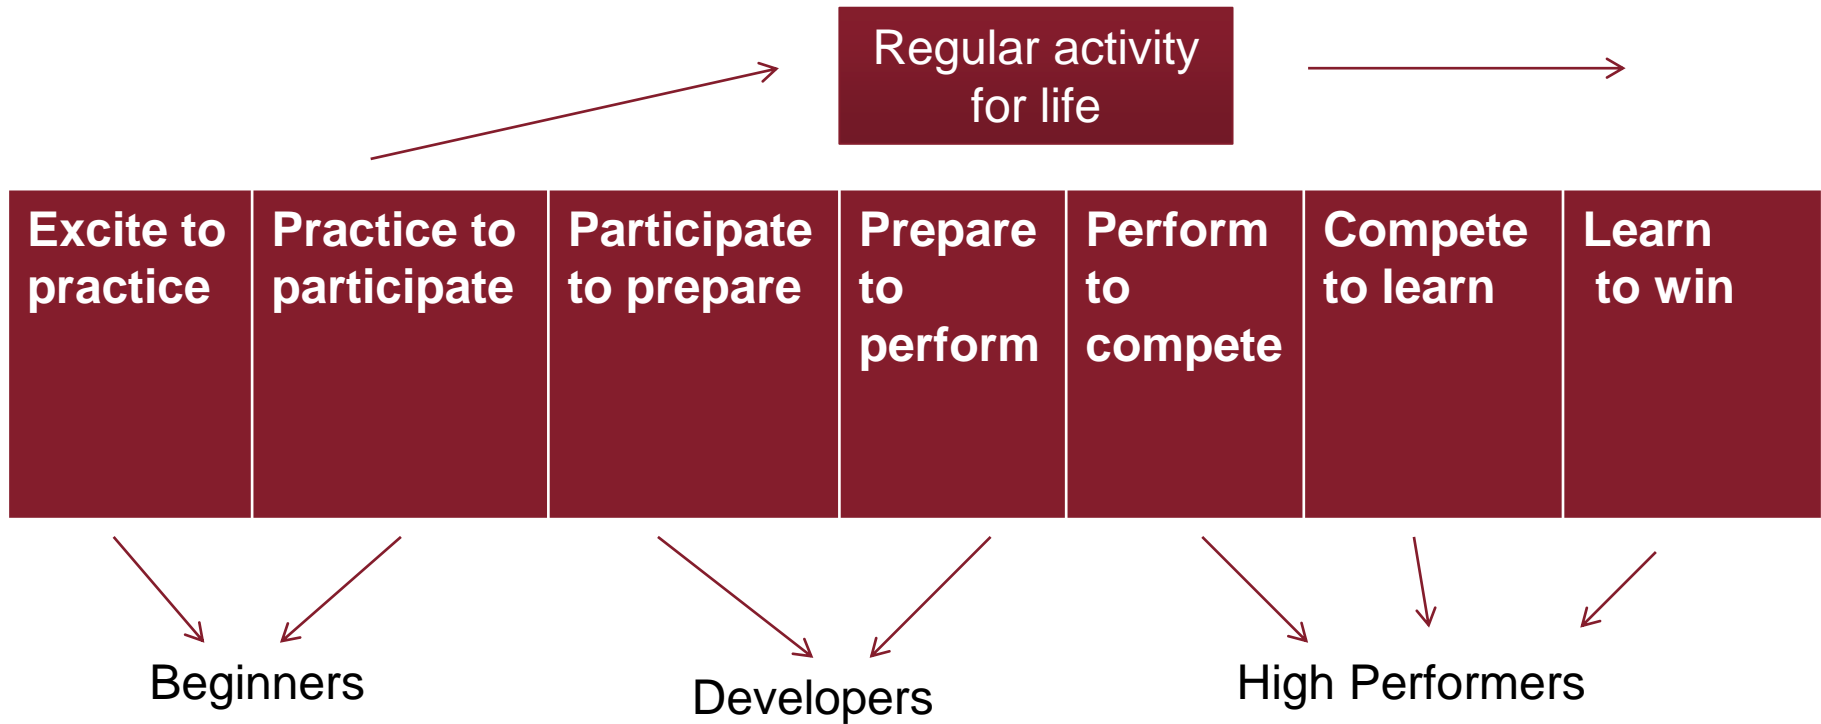 Regular activity
for life
Excite to
practice
Practice to
participate
Participate
to prepare
Prepare
to
perform
Perform
to
compete
Compete
to learn
Learn
to win
Beginners
Developers
High Performers